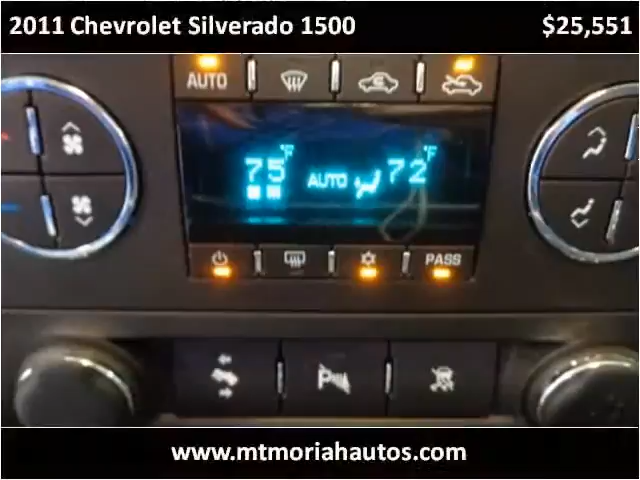 2011 Chevrolet Silverado 1500 $25,551
AUTO
75°F AUTO 72°F
PASS
P
www.mtmoriahautos.com